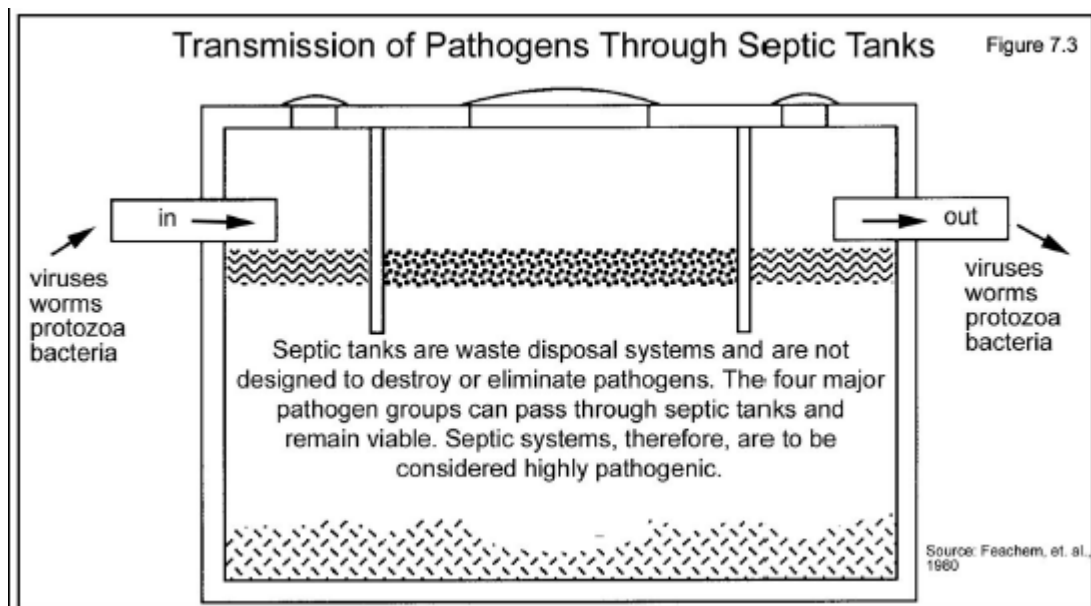 Transmission of Pathogens Through Septic Tanks
Figure 7.3
in
out
viruses
worms
protozoa
bacteria
viruses
worms
protozoa
bacteria
Septic tanks are waste disposal systems and are not
designed to destroy or eliminate pathogens. The four major
pathogen groups can pass through septic tanks and
remain viable. Septic systems, therefore, are to be
considered highly pathogenic.
Source: Feachem, et. al.,
1980